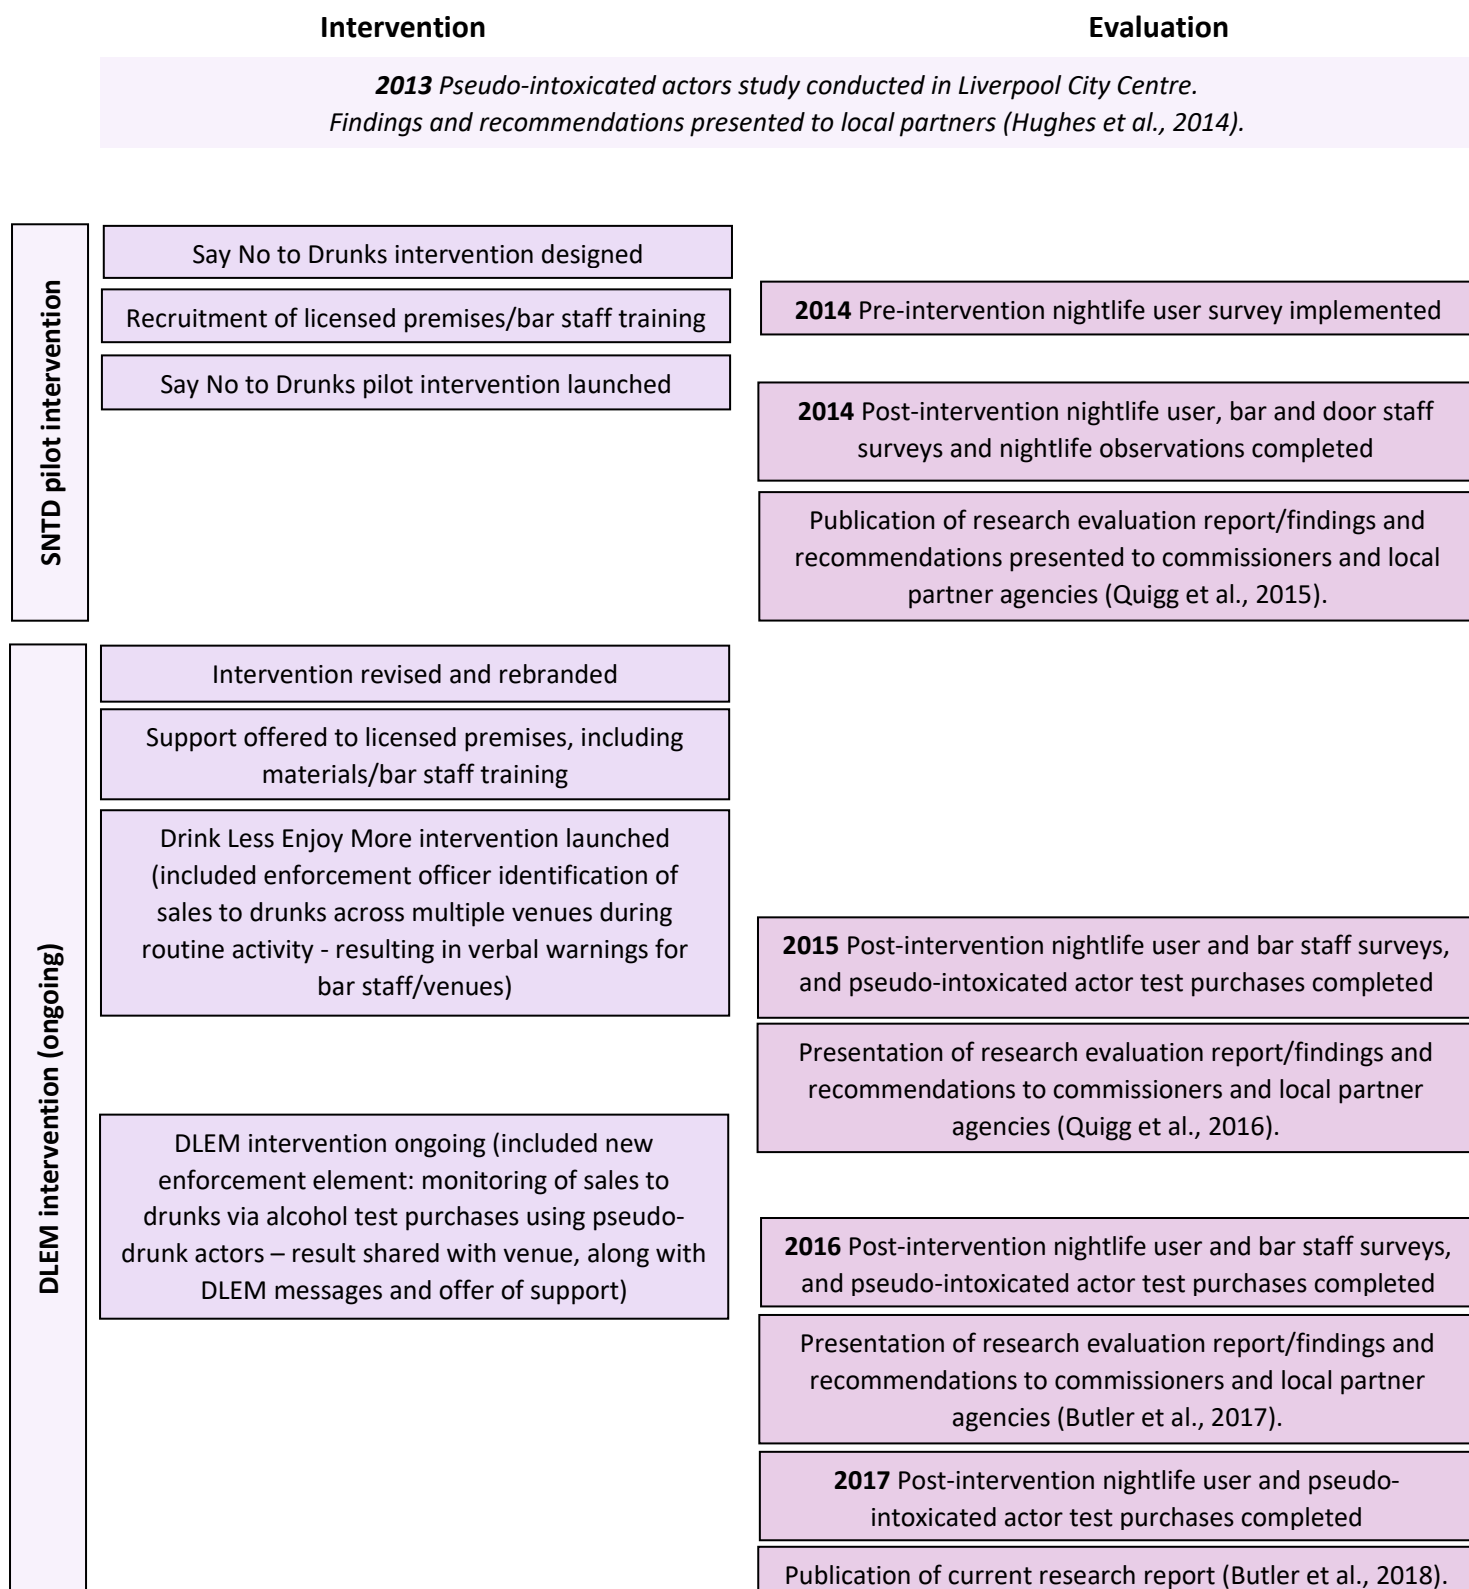 Intervention
Evaluation
2013 Pseudo-intoxicated actors study conducted in Liverpool City Centre.
Findings and recommendations presented to local partners (Hughes et al., 2014).
SNTD pilot intervention
Say No to Drunks intervention designed
Recruitment of licensed premises/bar staff training
2014 Pre-intervention nightlife user survey implemented
Say No to Drunks pilot intervention launched
2014 Post-intervention nightlife user, bar and door staff
surveys and nightlife observations completed
Publication of research evaluation report/findings and
recommendations presented to commissioners and local
partner agencies (Quigg et al., 2015).
DLEM intervention (ongoing)
Intervention revised and rebranded
Support offered to licensed premises, including
materials/bar staff training
Drink Less Enjoy More intervention launched
(included enforcement officer identification of
sales to drunks across multiple venues during
routine activity - resulting in verbal warnings for
bar staff/venues)
2015 Post-intervention nightlife user and bar staff surveys,
and pseudo-intoxicated actor test purchases completed
Presentation of research evaluation report/findings and
recommendations to commissioners and local partner
agencies (Quigg et al., 2016).
DLEM intervention ongoing (included new
enforcement element: monitoring of sales to
drunks via alcohol test purchases using pseudo-
drunk actors – result shared with venue, along with
DLEM messages and offer of support)
2016 Post-intervention nightlife user and bar staff surveys,
and pseudo-intoxicated actor test purchases completed
Presentation of research evaluation report/findings and
recommendations to commissioners and local partner
agencies (Butler et al., 2017).
2017 Post-intervention nightlife user and pseudo-
intoxicated actor test purchases completed
Publication of current research report (Butler et al., 2018).